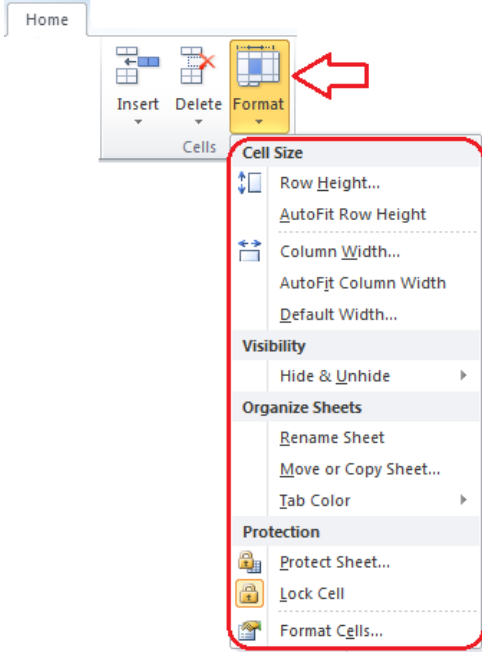 Home
Insert Delete Format
Cells
Cell Size
Row Height...
AutoFit Row Height
Column Width...
AutoFit Column Width
Default Width...
Visibility
Hide & Unhide
Organize Sheets
Rename Sheet
Move or Copy Sheet...
Tab Color
Protection
Protect Sheet...
Lock Cell
Format Cells...